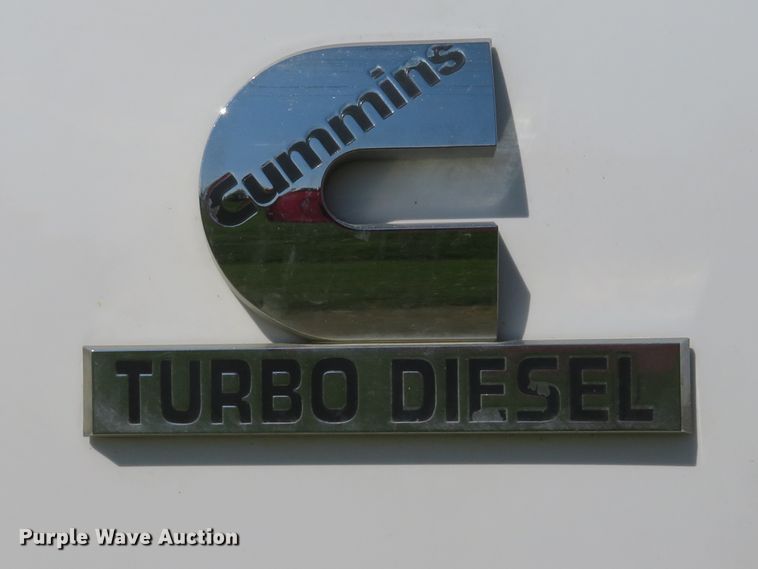 Cummins
TURBO DIESEL
Purple Wave Auction